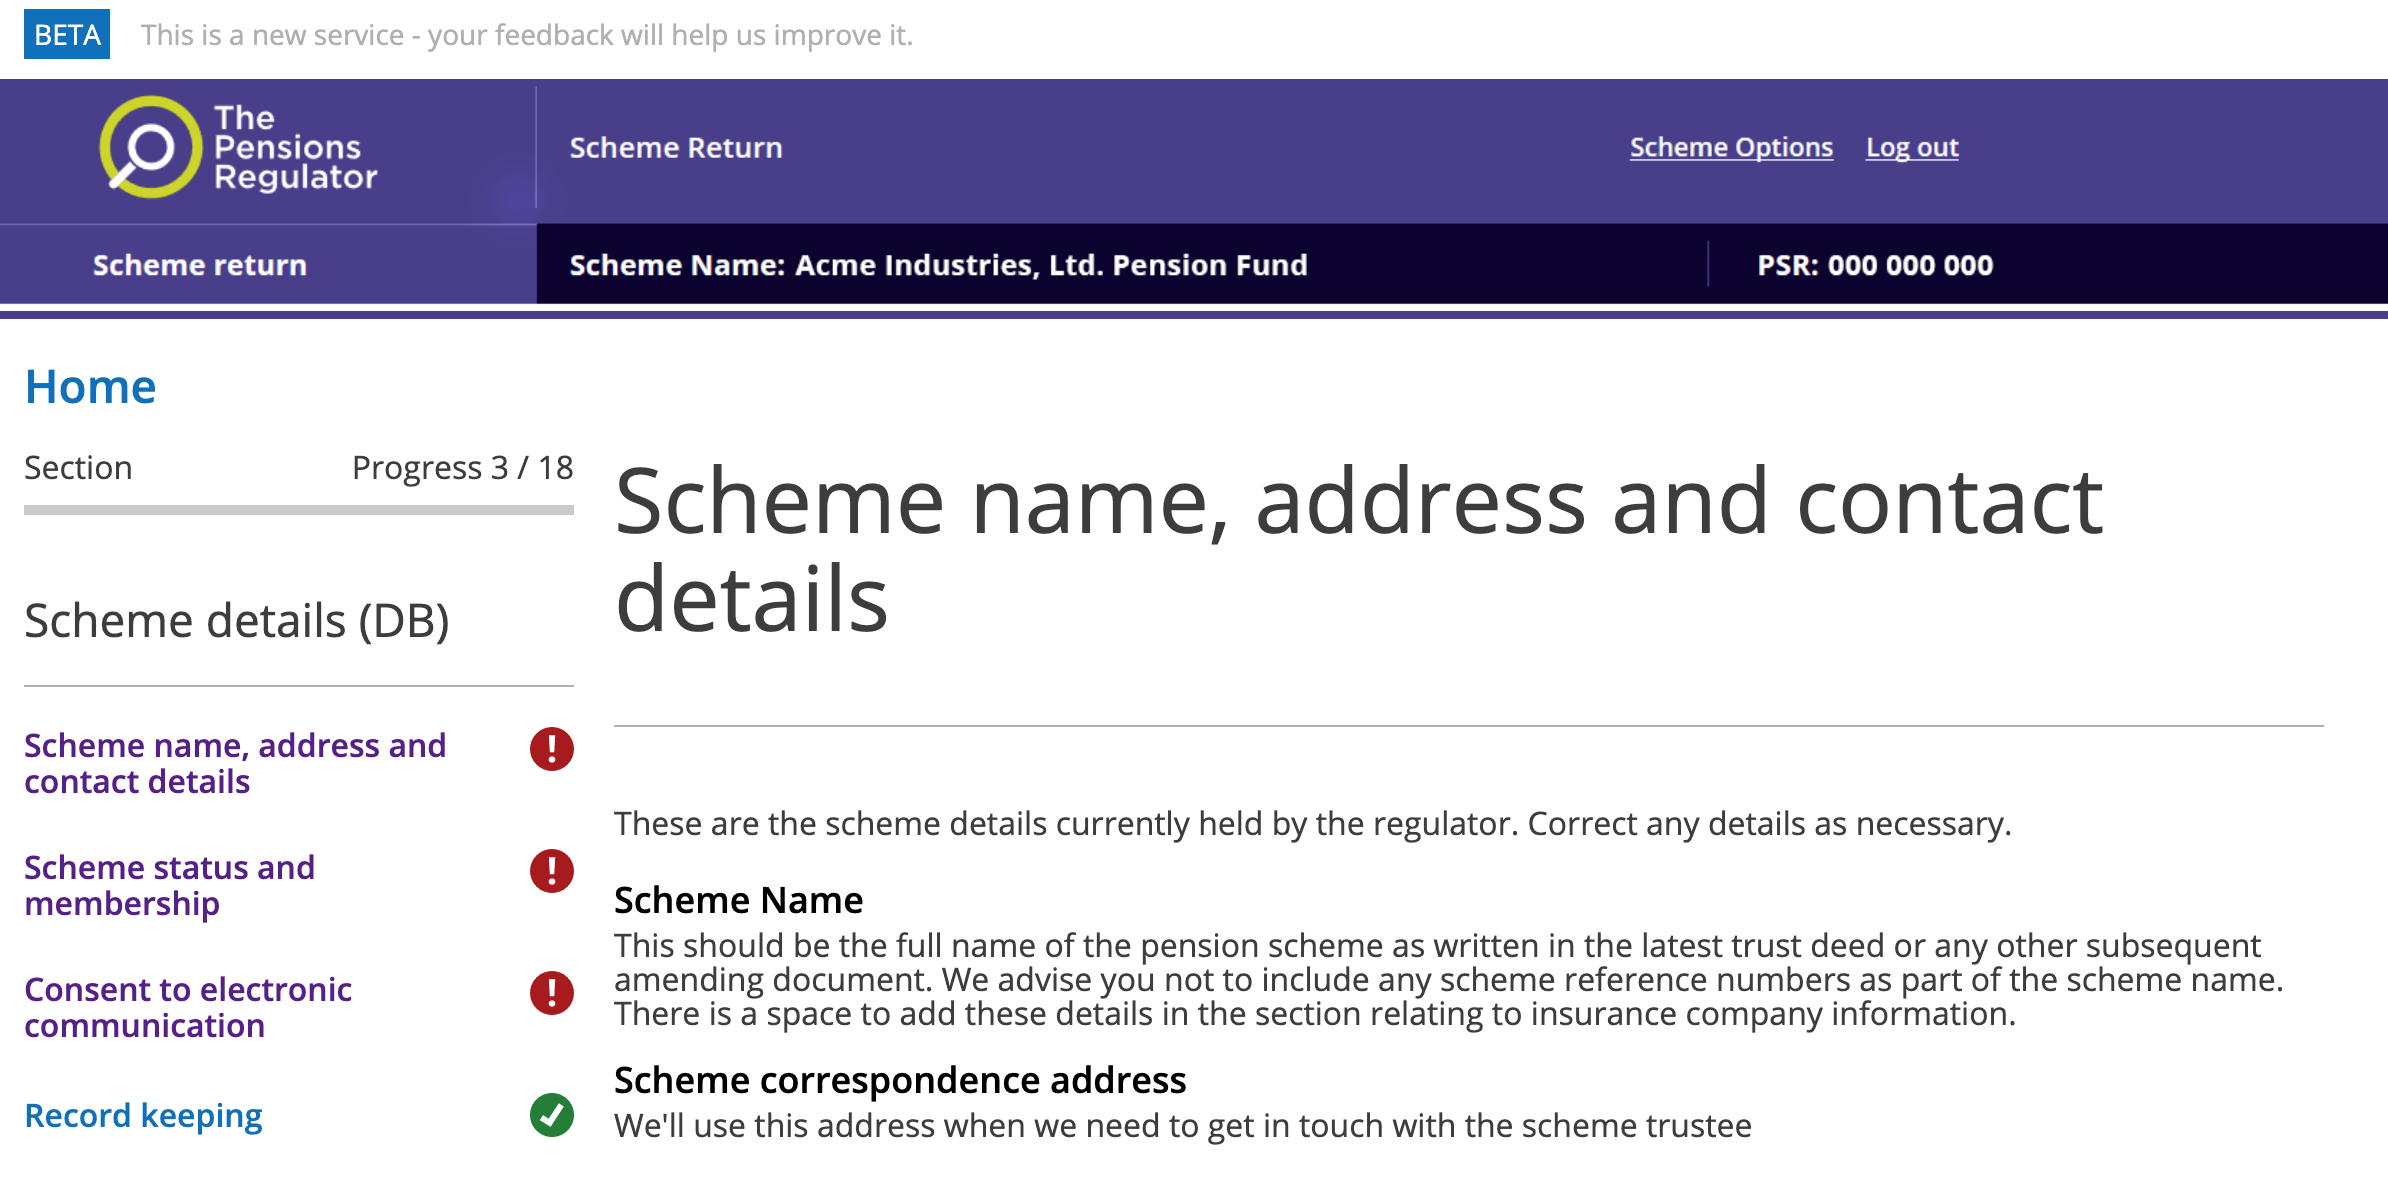 BETA This is a new service - your feedback will help us improve it.
The
Pensions
Regulator
Scheme Return
Scheme Options Log out
Scheme return
Scheme Name: Acme Industries, Ltd. Pension Fund
PSR: 000 000 000
Home
Section Progress 3 / 18
Scheme details (DB)
Scheme name, address and
contact details
Scheme status and
membership
Consent to electronic
communication
Record keeping
Scheme name, address and contact
details
These are the scheme details currently held by the regulator. Correct any details as necessary.
Scheme Name
This should be the full name of the pension scheme as written in the latest trust deed or any other subsequent
amending document. We advise you not to include any scheme reference numbers as part of the scheme name.
There is a space to add these details in the section relating to insurance company information.
Scheme correspondence address
We'll use this address when we need to get in touch with the scheme trustee